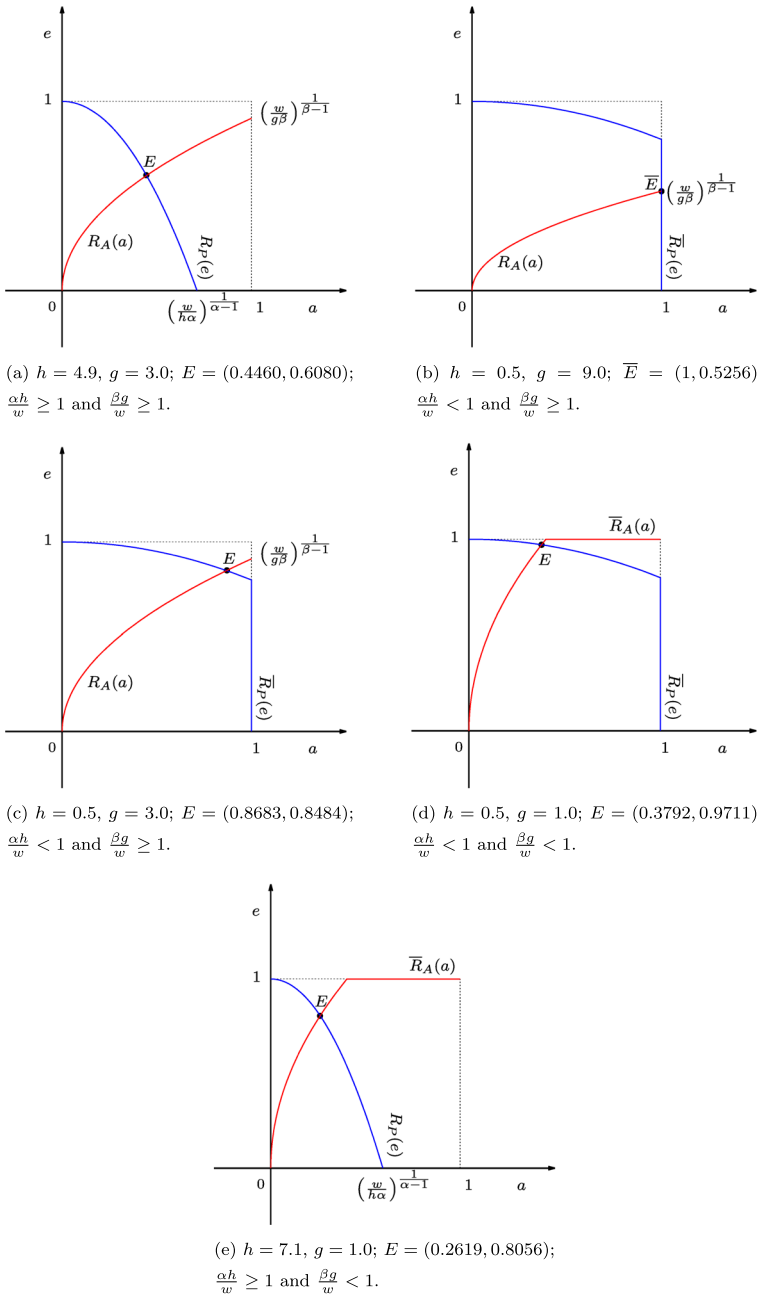 e
1
(w/gβ)^{1/(β−1)}
E
R_A(a)
R_P(e)
0
(w/hα)^{1/(α−1)}
1
a
(a) h = 4.9, g = 3.0; E = (0.4460, 0.6080);
αh/w ≥ 1 and βg/w ≥ 1.
e
1
E̅
(w/gβ)^{1/(β−1)}
R_A(a)
R̅_P(e)
0
1
a
(b) h = 0.5, g = 9.0; E̅ = (1, 0.5256)
αh/w < 1 and βg/w ≥ 1.
e
1
E
(w/gβ)^{1/(β−1)}
R_A(a)
R̅_P(e)
0
1
a
(c) h = 0.5, g = 3.0; E = (0.8683, 0.8484);
αh/w < 1 and βg/w ≥ 1.
e
R̅_A(a)
1
E
R̅_P(e)
0
1
a
(d) h = 0.5, g = 1.0; E = (0.3792, 0.9711)
αh/w < 1 and βg/w < 1.
e
R̅_A(a)
1
E
R_P(e)
0
(w/hα)^{1/(α−1)}
1
a
(e) h = 7.1, g = 1.0; E = (0.2619, 0.8056);
αh/w ≥ 1 and βg/w < 1.